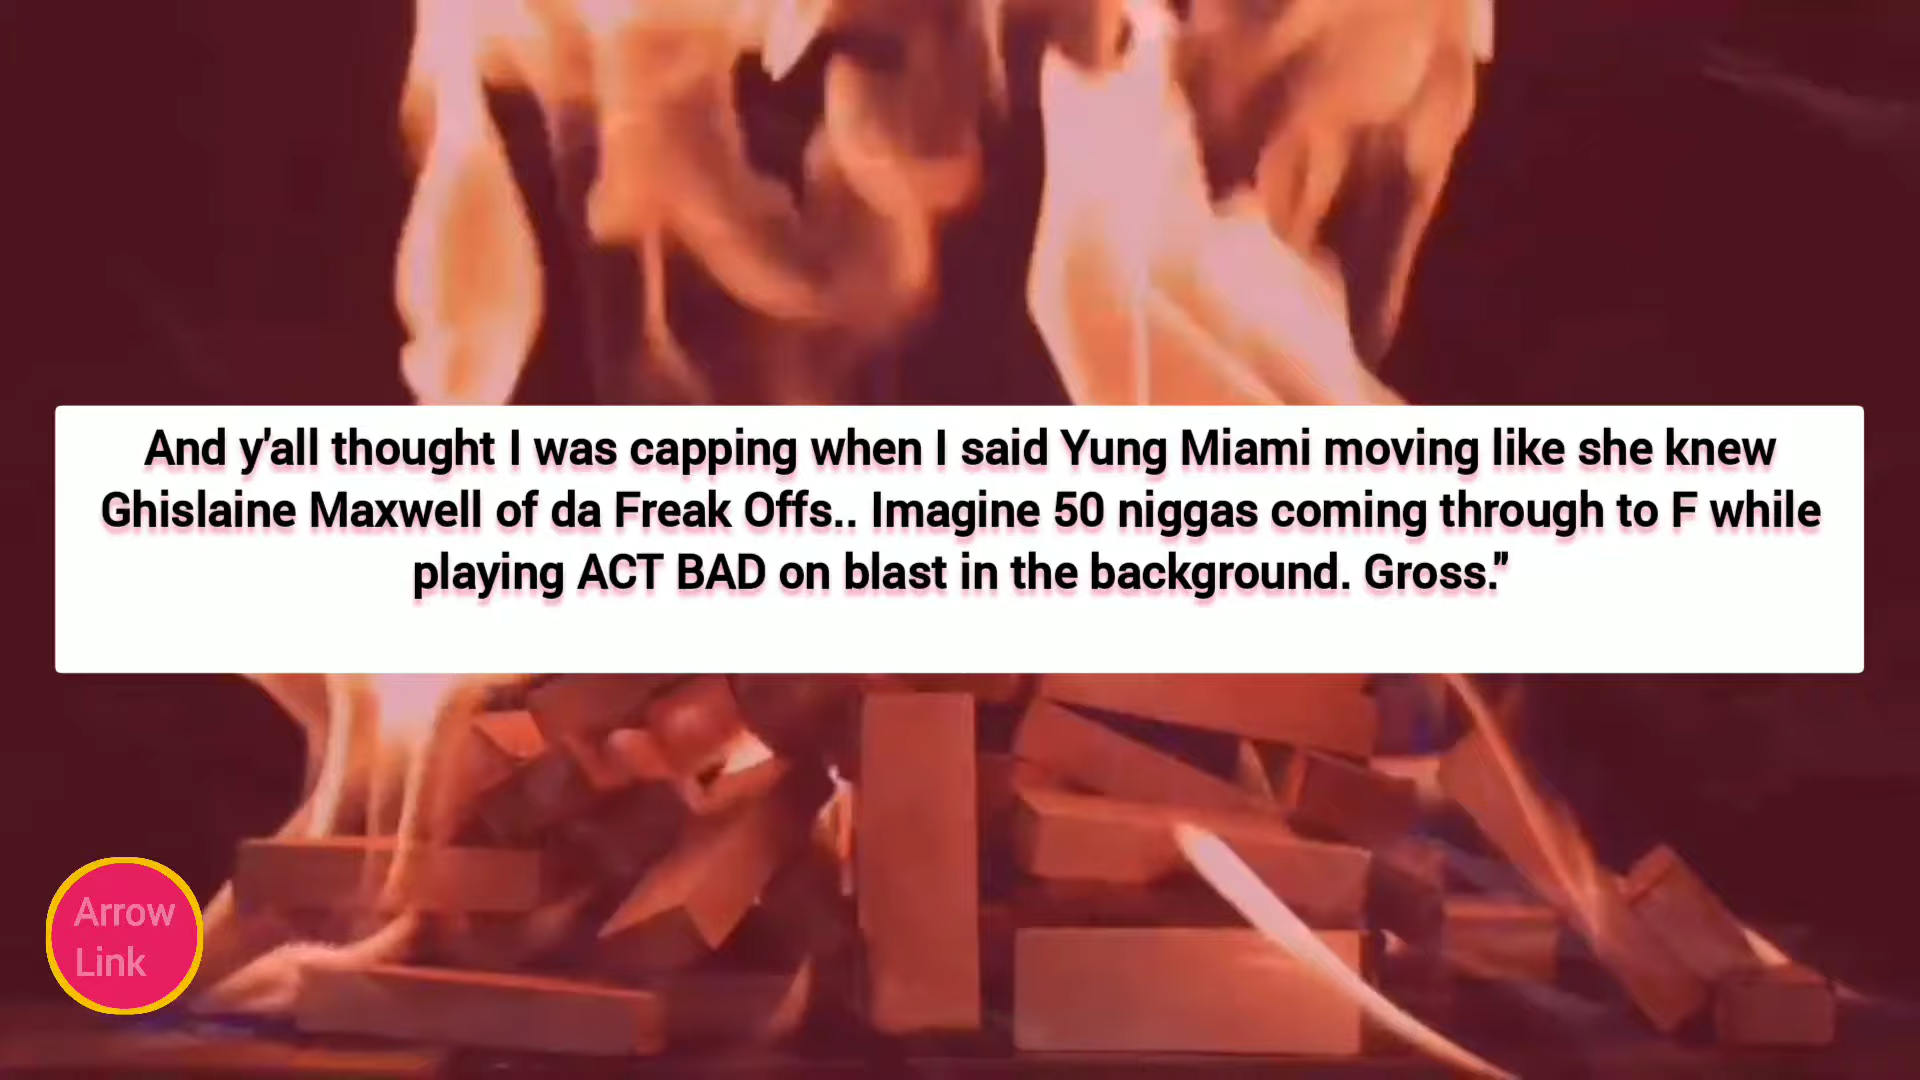 And y'all thought I was capping when I said Yung Miami moving like she knew
Ghislaine Maxwell of da Freak Offs.. Imagine 50 niggas coming through to F while
playing ACT BAD on blast in the background. Gross.”
Arrow
Link